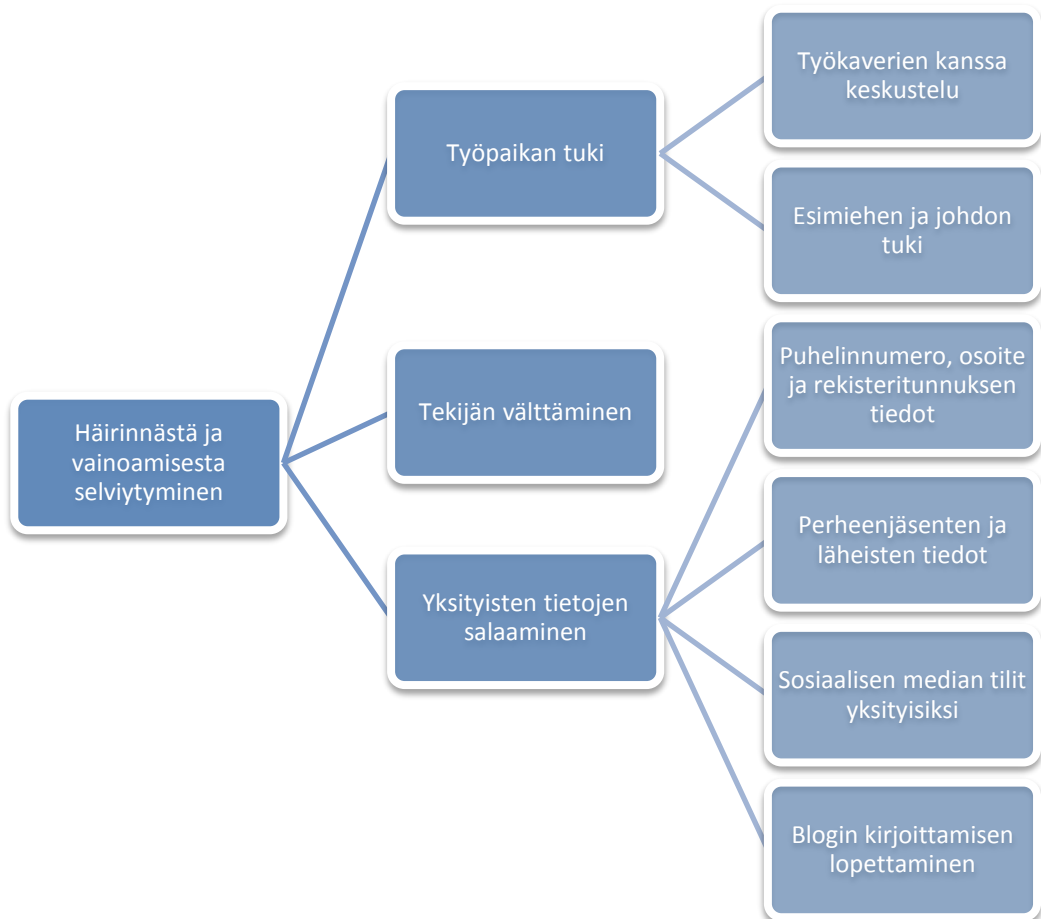 Häirinnästä ja
vainoamisesta
selviytyminen
Työpaikan tuki
Työkaverien kanssa
keskustelu
Esimiehen ja johdon
tuki
Tekijän välttäminen
Yksityisten tietojen
salaaminen
Puhelinnumero, osoite
ja rekisteritunnuksen
tiedot
Perheenjäsenten ja
läheisten tiedot
Sosiaalisen median tilit
yksityisiksi
Blogin kirjoittamisen
lopettaminen